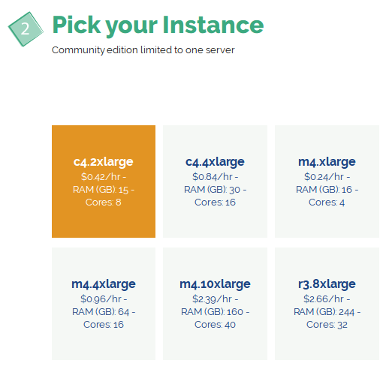 2
Pick your Instance
Community edition limited to one server
c4.2xlarge
$0.42/hr -
RAM (GB): 15 -
Cores: 8
c4.4xlarge
$0.84/hr -
RAM (GB): 30 -
Cores: 16
m4.xlarge
$0.24/hr -
RAM (GB): 16 -
Cores: 4
m4.4xlarge
$0.96/hr -
RAM (GB): 64 -
Cores: 16
m4.10xlarge
$2.39/hr -
RAM (GB): 160 -
Cores: 40
r3.8xlarge
$2.66/hr -
RAM (GB): 244 -
Cores: 32